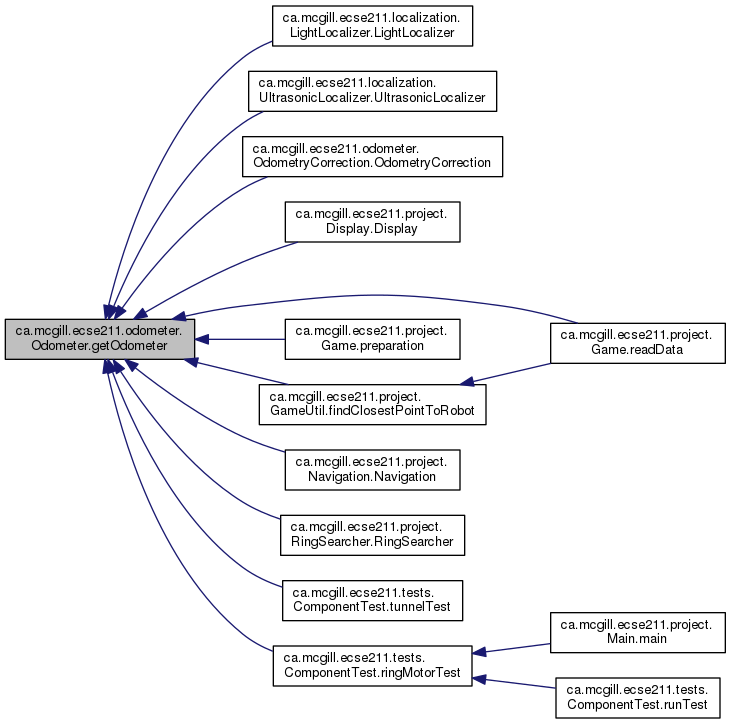 ca.mcgill.ecse211.localization.
LightLocalizer.LightLocalizer
ca.mcgill.ecse211.localization.
UltrasonicLocalizer.UltrasonicLocalizer
ca.mcgill.ecse211.odometer.
OdometryCorrection.OdometryCorrection
ca.mcgill.ecse211.project.
Display.Display
ca.mcgill.ecse211.odometer.
Odometer.getOdometer
ca.mcgill.ecse211.project.
Game.preparation
ca.mcgill.ecse211.project.
Game.readData
ca.mcgill.ecse211.project.
GameUtil.findClosestPointToRobot
ca.mcgill.ecse211.project.
Navigation.Navigation
ca.mcgill.ecse211.project.
RingSearcher.RingSearcher
ca.mcgill.ecse211.tests.
ComponentTest.tunnelTest
ca.mcgill.ecse211.tests.
ComponentTest.ringMotorTest
ca.mcgill.ecse211.project.
Main.main
ca.mcgill.ecse211.tests.
ComponentTest.runTest